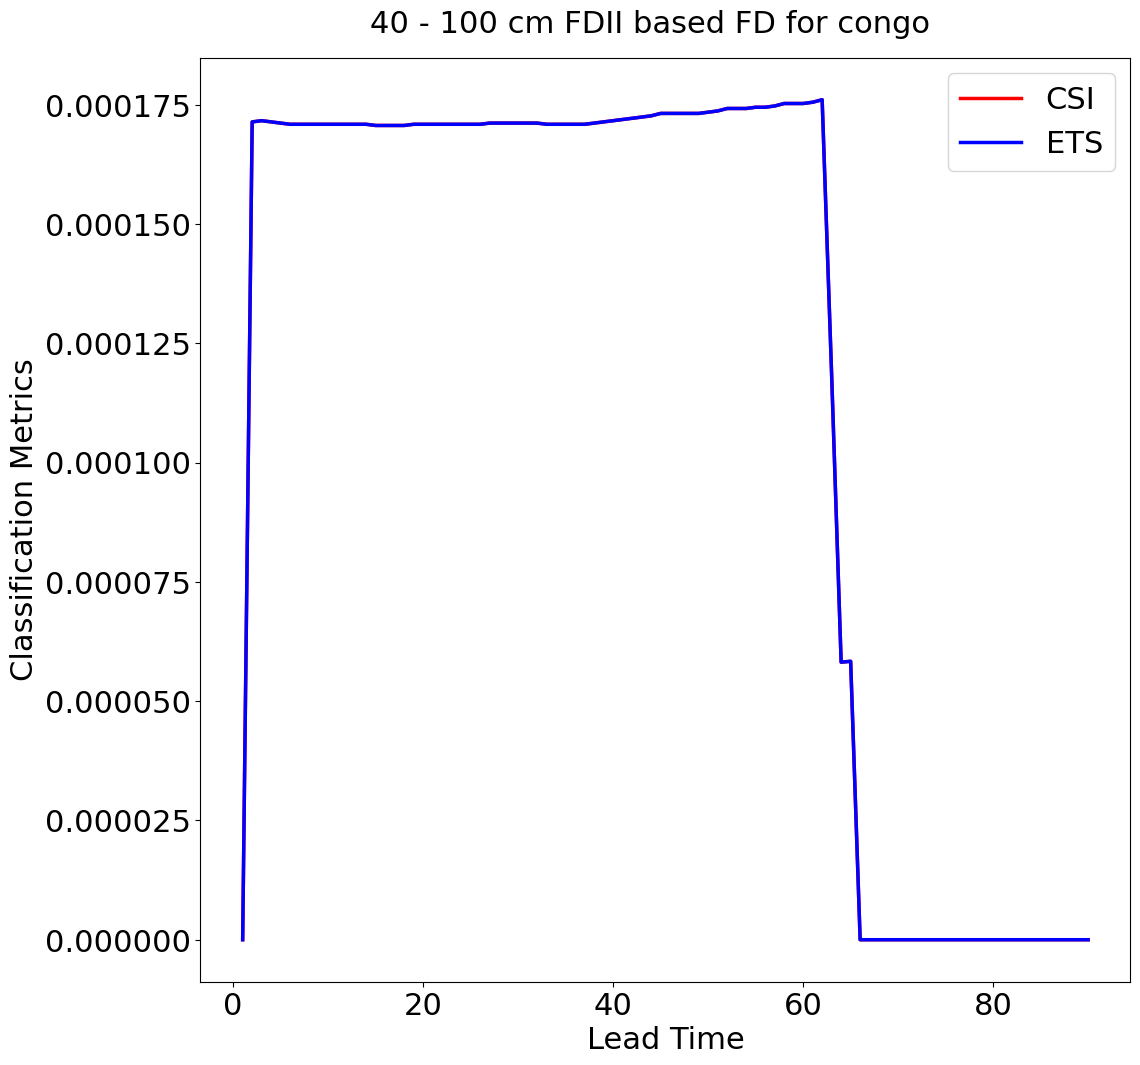 40 - 100 cm FDII based FD for congo
CSI
ETS
Classification Metrics
0.000175
0.000150
0.000125
0.000100
0.000075
0.000050
0.000025
0.000000
0 20 40 60 80
Lead Time